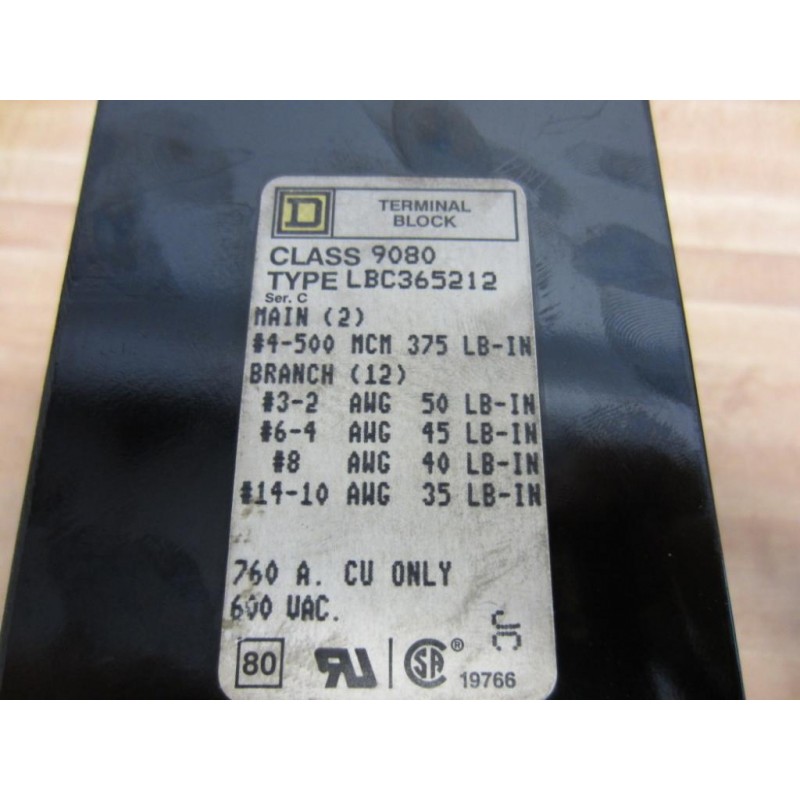 D
TERMINAL
BLOCK
CLASS 9080
TYPE LBC365212
Ser. C
MAIN (2)
#4-500 MCM 375 LB-IN
BRANCH (12)
#3-2 AWG 50 LB-IN
#6-4 AWG 45 LB-IN
#8 AWG 40 LB-IN
#14-10 AWG 35 LB-IN
760 A. CU ONLY
600 VAC.
80
RU
SA®
19766